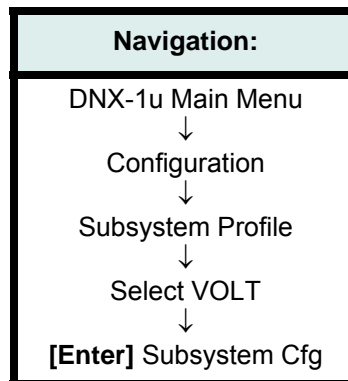 Navigation:
DNX-1u Main Menu
↓
Configuration
↓
Subsystem Profile
↓
Select VOLT
↓
[Enter] Subsystem Cfg